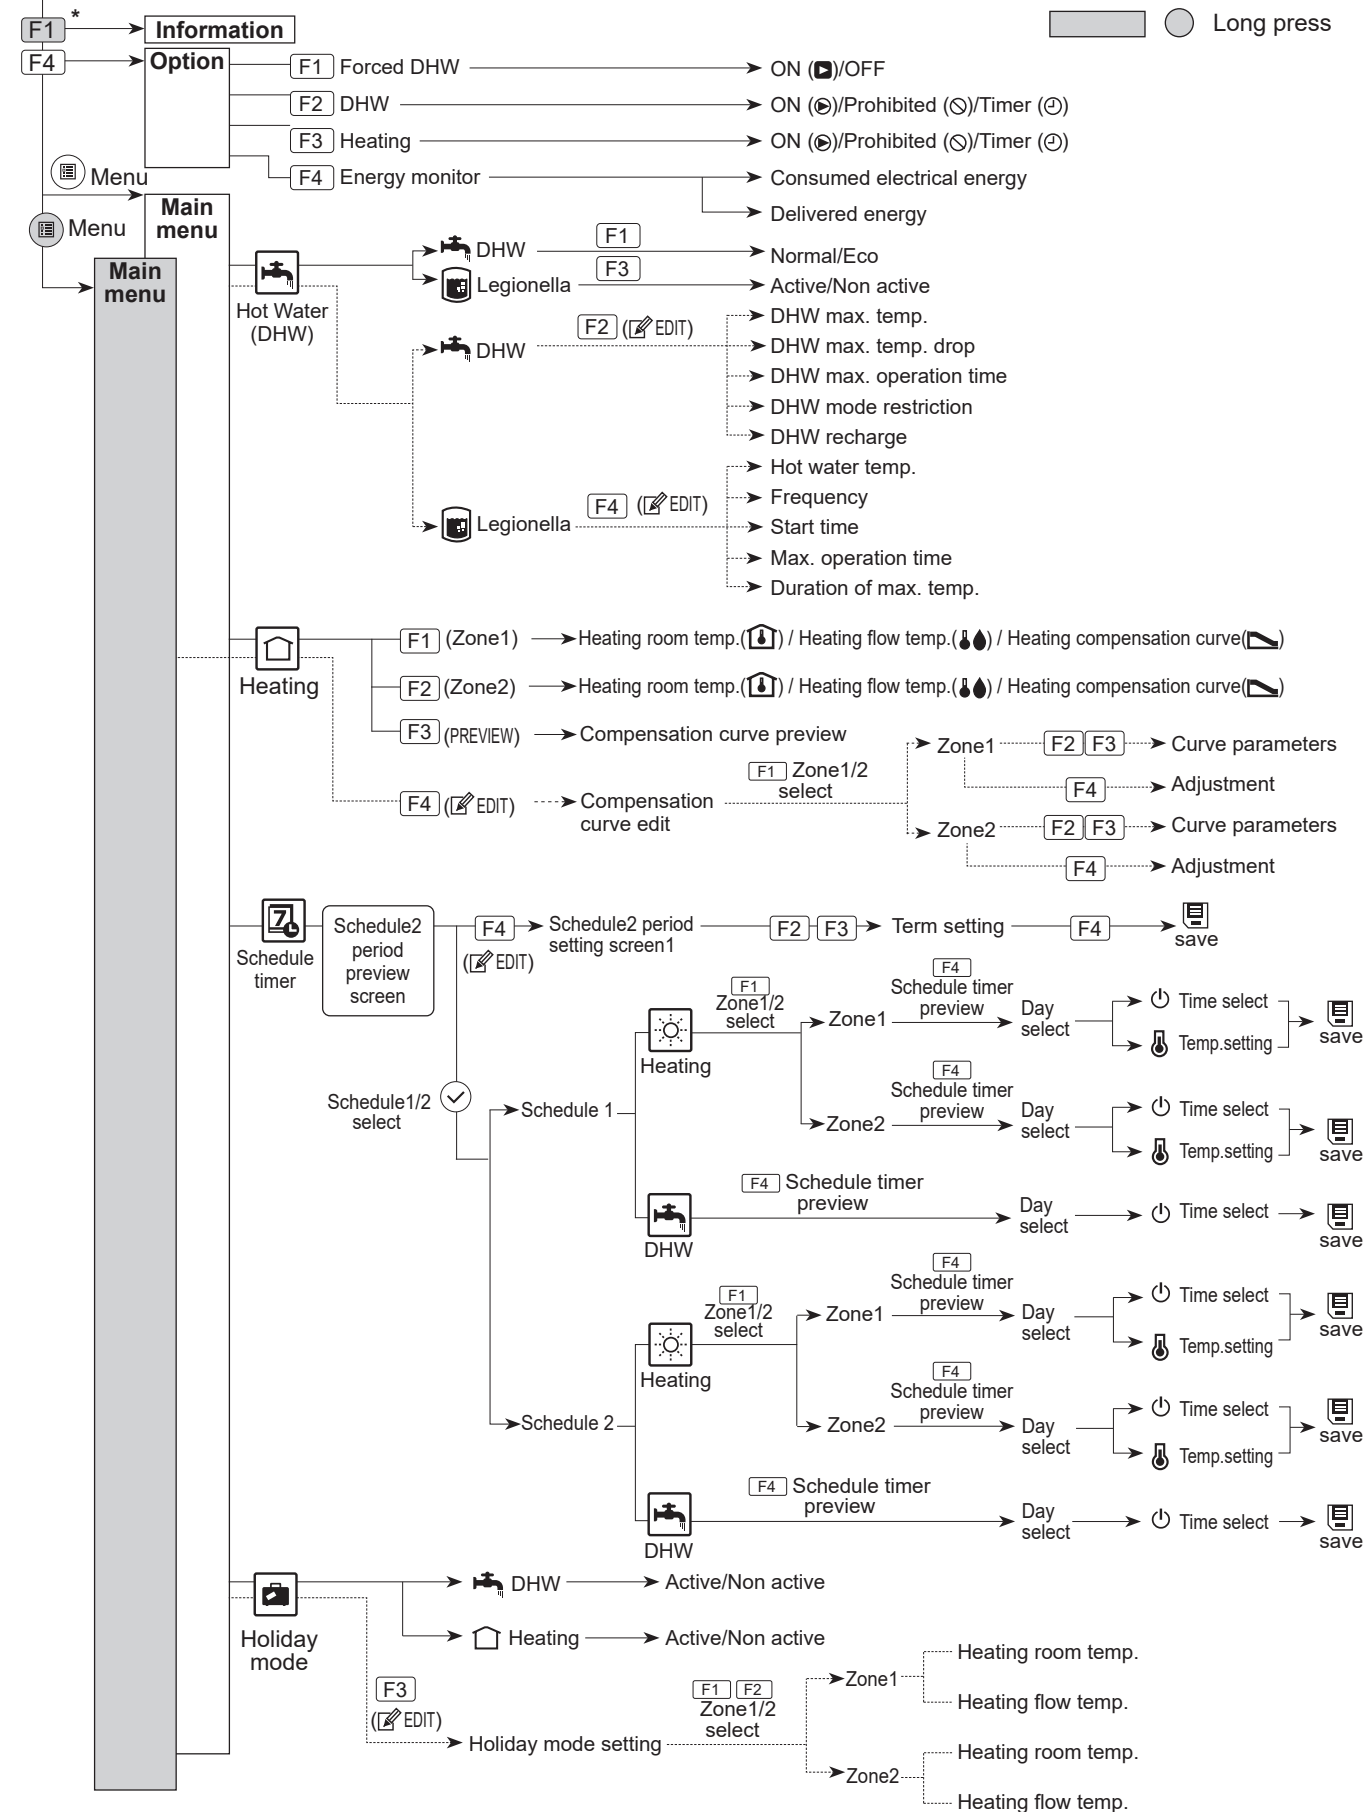 F1 * Information
Long press
F4 Option
F1 Forced DHW ON ( )/OFF
F2 DHW ON ( )/Prohibited ( )/Timer ( )
F3 Heating ON ( )/Prohibited ( )/Timer ( )
F4 Energy monitor Consumed electrical energy
Delivered energy
Menu
Main
menu
Menu
Main
menu
Hot Water
(DHW)
DHW F1 Normal/Eco
Legionella F3 Active/Non active
DHW F2 ( EDIT)
DHW max. temp.
DHW max. temp. drop
DHW max. operation time
DHW mode restriction
DHW recharge
Legionella F4 ( EDIT)
Hot water temp.
Frequency
Start time
Max. operation time
Duration of max. temp.
Heating
F1 (Zone1) Heating room temp.( ) / Heating flow temp.( ) / Heating compensation curve( )
F2 (Zone2) Heating room temp.( ) / Heating flow temp.( ) / Heating compensation curve( )
F3 (PREVIEW) Compensation curve preview
F4 ( EDIT) Compensation
curve edit
F1 Zone1/2
select
Zone1 F2 F3 Curve parameters
F4 Adjustment
Zone2 F2 F3 Curve parameters
F4 Adjustment
7
Schedule
timer
Schedule2
period
preview
screen
F4
( EDIT)
Schedule2 period
setting screen1
F2 F3 Term setting F4 save
Schedule1/2
select
Schedule 1
Heating
F1
Zone1/2
select
Zone1
F4
Schedule timer
preview
Day
select
Time select
Temp.setting
save
Zone2
F4
Schedule timer
preview
Day
select
Time select
Temp.setting
save
DHW
F4 Schedule timer
preview
Day
select
Time select
save
Schedule 2
Heating
F1
Zone1/2
select
Zone1
F4
Schedule timer
preview
Day
select
Time select
Temp.setting
save
Zone2
F4
Schedule timer
preview
Day
select
Time select
Temp.setting
save
DHW
F4 Schedule timer
preview
Day
select
Time select
save
Holiday
mode
DHW Active/Non active
Heating Active/Non active
F3
( EDIT)
Holiday mode setting
F1 F2
Zone1/2
select
Zone1
Heating room temp.
Heating flow temp.
Zone2
Heating room temp.
Heating flow temp.